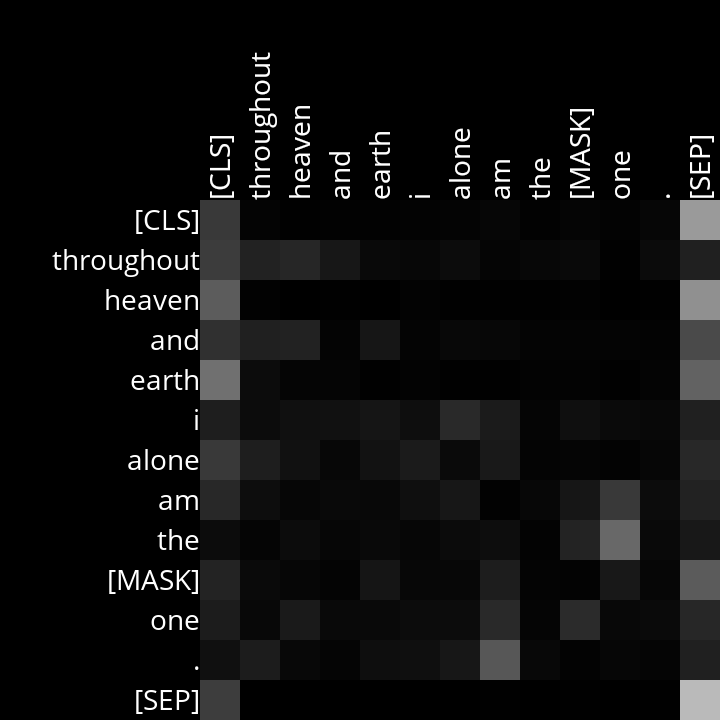 [CLS] throughout heaven and earth i alone am the [MASK] one . [SEP]
[CLS]
throughout
heaven
and
earth
i
alone
am
the
[MASK]
one
.
[SEP]